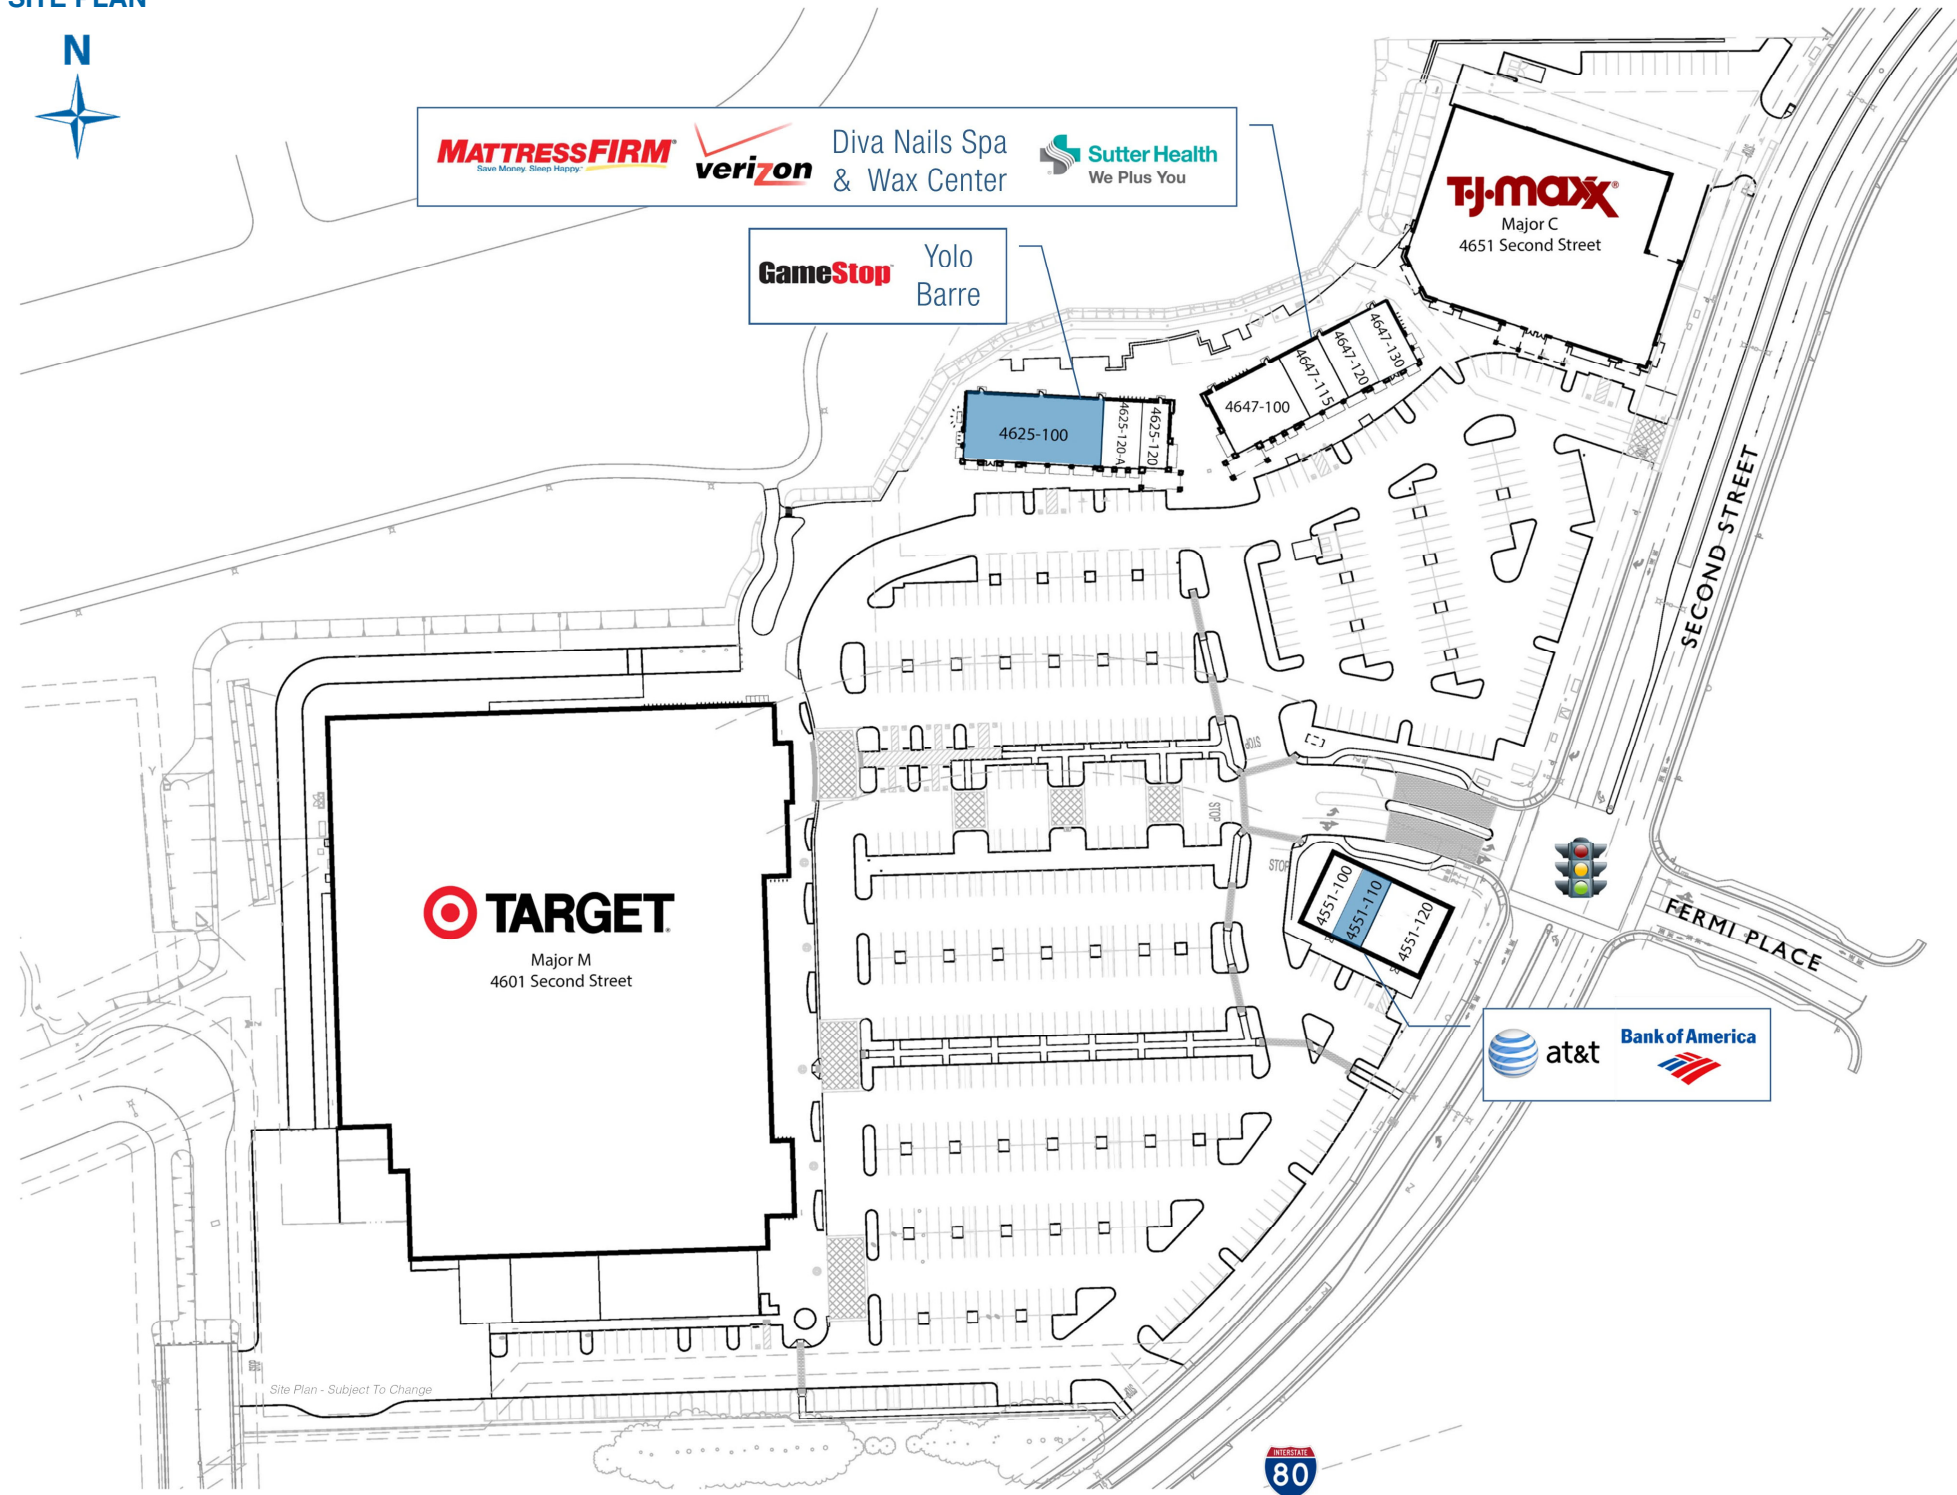 SITE PLAN
N
MATTRESSFIRM
Save Money. Sleep Happy.
verizon
Diva Nails Spa
& Wax Center
Sutter Health
We Plus You
GameStop
Yolo
Barre
T.J.maxx
Major C
4651 Second Street
4625-100
4625-120-A
4625-120
4647-100
4647-115
4647-120
4647-130
SECOND STREET
STOP
STOP
STOP
TARGET
Major M
4601 Second Street
4551-100
4551-110
4551-120
FERMI PLACE
at&t
Bank of America
Site Plan - Subject To Change
INTERSTATE
80